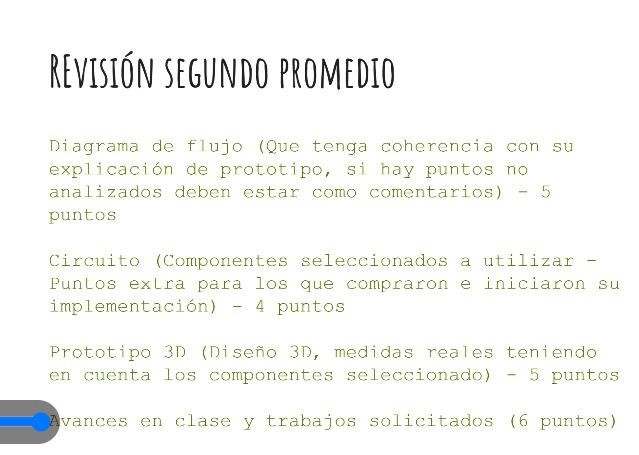 REVISIÓN SEGUNDO PROMEDIO
Diagrama de flujo (Que tenga coherencia con su
explicación de prototipo, si hay puntos no
analizados deben estar como comentarios) - 5
puntos
Circuito (Componentes seleccionados a utilizar -
Puntos extra para los que compraron e iniciaron su
implementación) - 4 puntos
Prototipo 3D (Diseño 3D, medidas reales teniendo
en cuenta los componentes seleccionado) - 5 puntos
Avances en clase y trabajos solicitados (6 puntos)